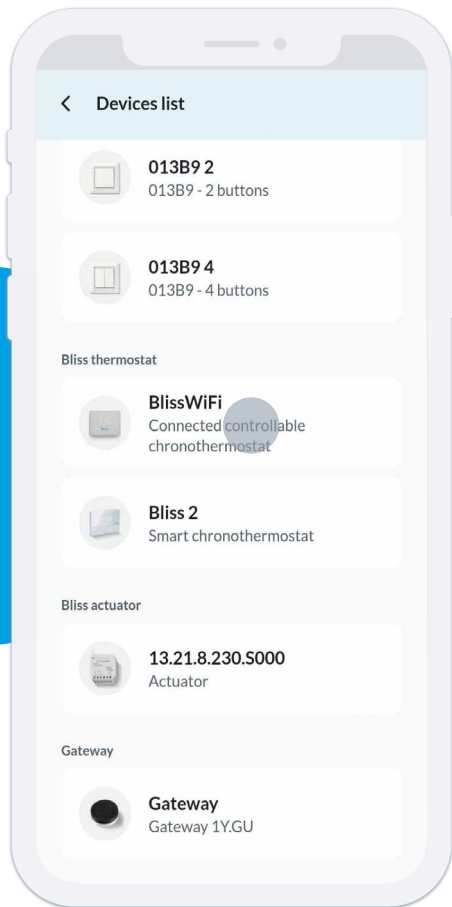 Devices list
013B9 2
013B9 - 2 buttons
013B9 4
013B9 - 4 buttons
Bliss thermostat
BlissWiFi
Connected controllable
chronothermostat
Bliss 2
Smart chronothermostat
Bliss actuator
13.21.8.230.S000
Actuator
Gateway
Gateway
Gateway 1Y.GU